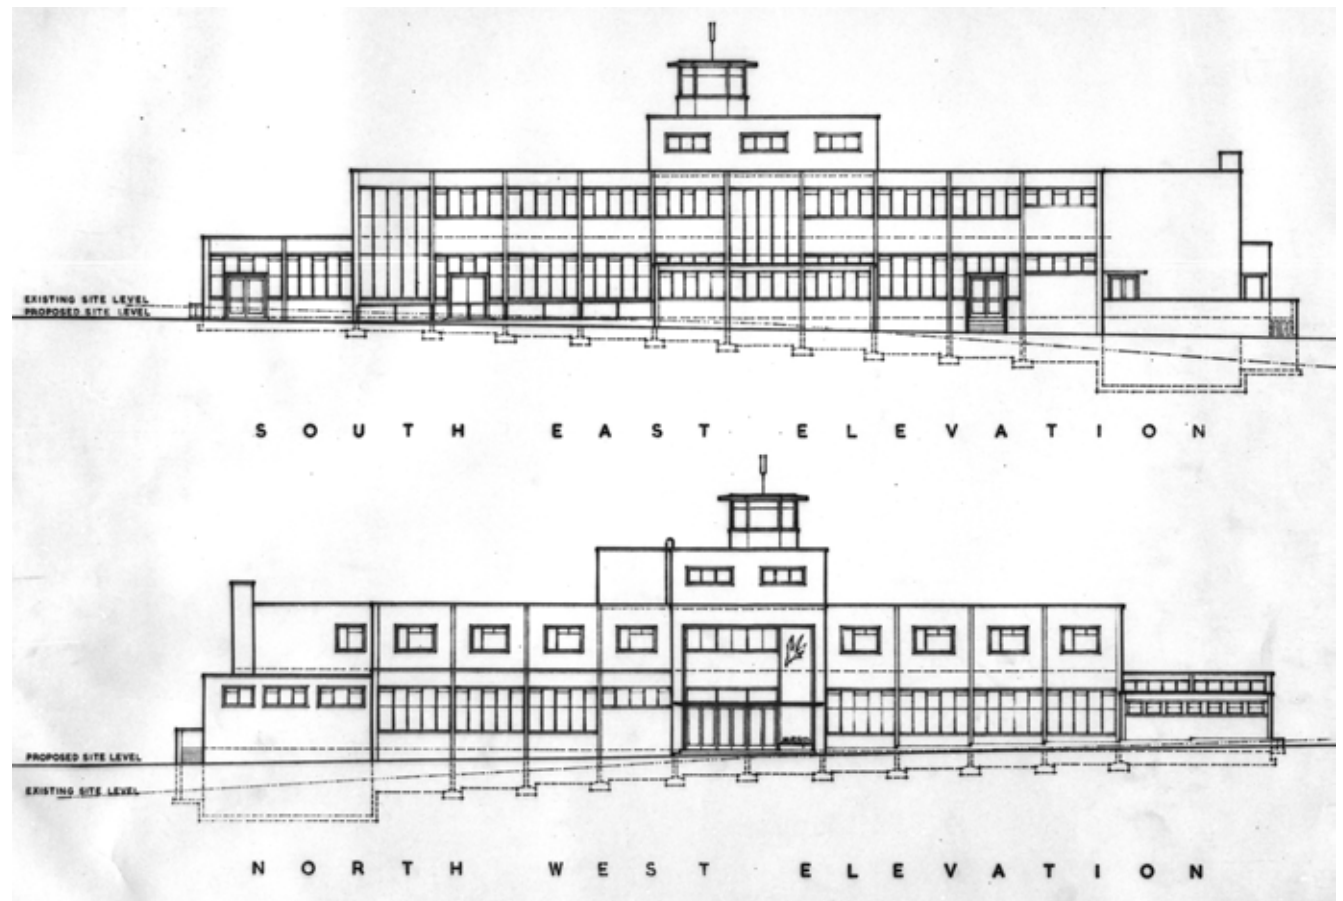 EXISTING SITE LEVEL
PROPOSED SITE LEVEL
SOUTH EAST ELEVATION
PROPOSED SITE LEVEL
EXISTING SITE LEVEL
NORTH WEST ELEVATION